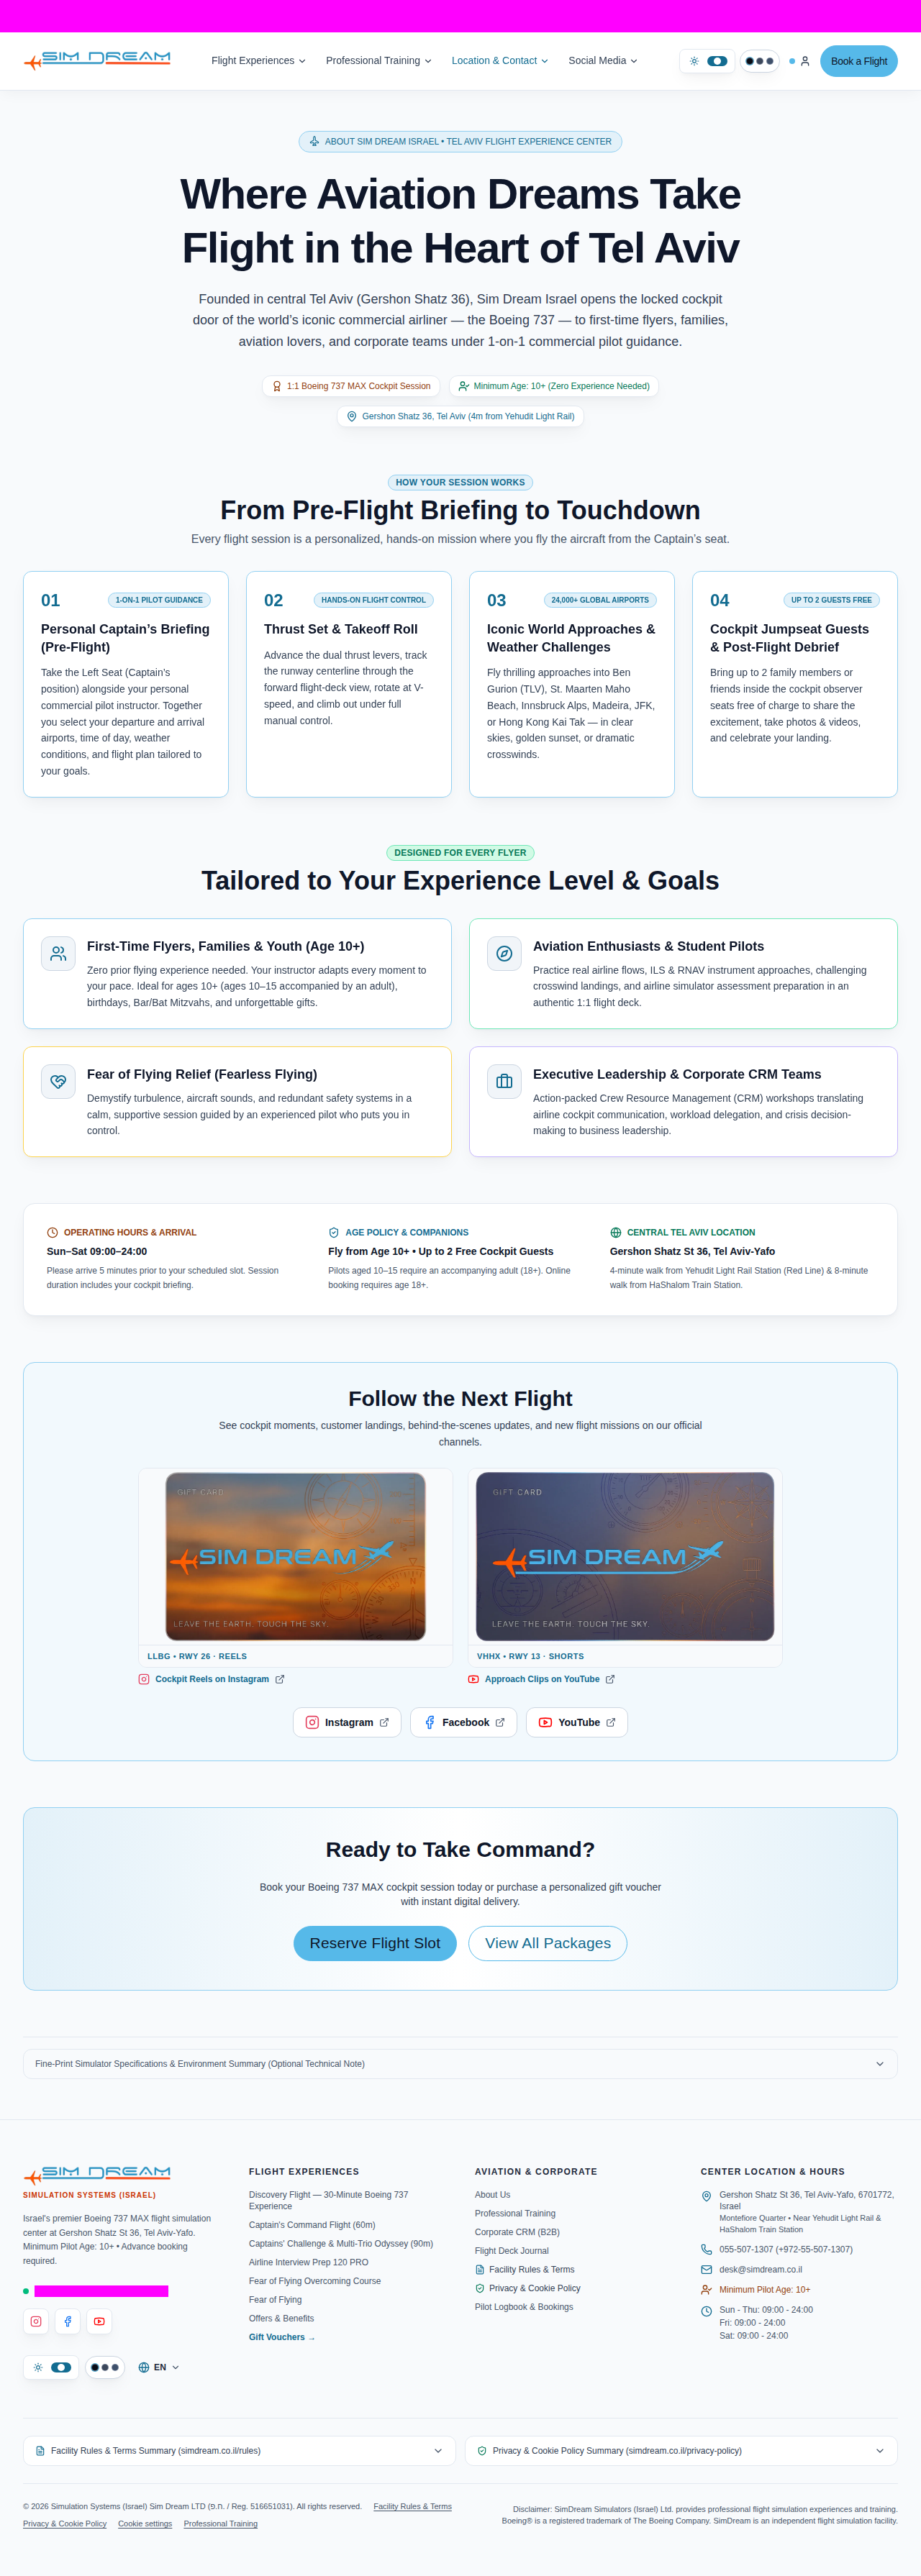 SIM DREAM
Flight Experiences
Professional Training
Location & Contact
Social Media
Book a Flight
ABOUT SIM DREAM ISRAEL • TEL AVIV FLIGHT EXPERIENCE CENTER
Where Aviation Dreams Take
Flight in the Heart of Tel Aviv
Founded in central Tel Aviv (Gershon Shatz 36), Sim Dream Israel opens the locked cockpit
door of the world’s iconic commercial airliner — the Boeing 737 — to first-time flyers, families,
aviation lovers, and corporate teams under 1-on-1 commercial pilot guidance.
1:1 Boeing 737 MAX Cockpit Session
Minimum Age: 10+ (Zero Experience Needed)
Gershon Shatz 36, Tel Aviv (4m from Yehudit Light Rail)
HOW YOUR SESSION WORKS
From Pre-Flight Briefing to Touchdown
Every flight session is a personalized, hands-on mission where you fly the aircraft from the Captain’s seat.
01
1-ON-1 PILOT GUIDANCE
Personal Captain’s Briefing
(Pre-Flight)
Take the Left Seat (Captain’s
position) alongside your personal
commercial pilot instructor. Together
you select your departure and arrival
airports, time of day, weather
conditions, and flight plan tailored to
your goals.
02
HANDS-ON FLIGHT CONTROL
Thrust Set & Takeoff Roll
Advance the dual thrust levers, track
the runway centerline through the
forward flight-deck view, rotate at V-
speed, and climb out under full
manual control.
03
24,000+ GLOBAL AIRPORTS
Iconic World Approaches &
Weather Challenges
Fly thrilling approaches into Ben
Gurion (TLV), St. Maarten Maho
Beach, Innsbruck Alps, Madeira, JFK,
or Hong Kong Kai Tak — in clear
skies, golden sunset, or dramatic
crosswinds.
04
UP TO 2 GUESTS FREE
Cockpit Jumpseat Guests
& Post-Flight Debrief
Bring up to 2 family members or
friends inside the cockpit observer
seats free of charge to share the
excitement, take photos & videos,
and celebrate your landing.
DESIGNED FOR EVERY FLYER
Tailored to Your Experience Level & Goals
First-Time Flyers, Families & Youth (Age 10+)
Zero prior flying experience needed. Your instructor adapts every moment to
your pace. Ideal for ages 10+ (ages 10–15 accompanied by an adult),
birthdays, Bar/Bat Mitzvahs, and unforgettable gifts.
Aviation Enthusiasts & Student Pilots
Practice real airline flows, ILS & RNAV instrument approaches, challenging
crosswind landings, and airline simulator assessment preparation in an
authentic 1:1 flight deck.
Fear of Flying Relief (Fearless Flying)
Demystify turbulence, aircraft sounds, and redundant safety systems in a
calm, supportive session guided by an experienced pilot who puts you in
control.
Executive Leadership & Corporate CRM Teams
Action-packed Crew Resource Management (CRM) workshops translating
airline cockpit communication, workload delegation, and crisis decision-
making to business leadership.
OPERATING HOURS & ARRIVAL
Sun–Sat 09:00–24:00
Please arrive 5 minutes prior to your scheduled slot. Session
duration includes your cockpit briefing.
AGE POLICY & COMPANIONS
Fly from Age 10+ • Up to 2 Free Cockpit Guests
Pilots aged 10–15 require an accompanying adult (18+). Online
booking requires age 18+.
CENTRAL TEL AVIV LOCATION
Gershon Shatz St 36, Tel Aviv-Yafo
4-minute walk from Yehudit Light Rail Station (Red Line) & 8-minute
walk from HaShalom Train Station.
Follow the Next Flight
See cockpit moments, customer landings, behind-the-scenes updates, and new flight missions on our official
channels.
GIFT CARD
SIM DREAM
LEAVE THE EARTH. TOUCH THE SKY.
LLBG • RWY 26 · REELS
Cockpit Reels on Instagram
GIFT CARD
SIM DREAM
LEAVE THE EARTH. TOUCH THE SKY.
VHHX • RWY 13 · SHORTS
Approach Clips on YouTube
Instagram
Facebook
YouTube
Ready to Take Command?
Book your Boeing 737 MAX cockpit session today or purchase a personalized gift voucher
with instant digital delivery.
Reserve Flight Slot
View All Packages
Fine-Print Simulator Specifications & Environment Summary (Optional Technical Note)
SIM DREAM
SIMULATION SYSTEMS (ISRAEL)
Israel's premier Boeing 737 MAX flight simulation
center at Gershon Shatz St 36, Tel Aviv-Yafo.
Minimum Pilot Age: 10+ • Advance booking
required.
EN
FLIGHT EXPERIENCES
Discovery Flight — 30-Minute Boeing 737
Experience
Captain's Command Flight (60m)
Captains' Challenge & Multi-Trio Odyssey (90m)
Airline Interview Prep 120 PRO
Fear of Flying Overcoming Course
Fear of Flying
Offers & Benefits
Gift Vouchers →
AVIATION & CORPORATE
About Us
Professional Training
Corporate CRM (B2B)
Flight Deck Journal
Facility Rules & Terms
Privacy & Cookie Policy
Pilot Logbook & Bookings
CENTER LOCATION & HOURS
Gershon Shatz St 36, Tel Aviv-Yafo, 6701772,
Israel
Montefiore Quarter • Near Yehudit Light Rail &
HaShalom Train Station
055-507-1307 (+972-55-507-1307)
desk@simdream.co.il
Minimum Pilot Age: 10+
Sun - Thu: 09:00 - 24:00
Fri: 09:00 - 24:00
Sat: 09:00 - 24:00
Facility Rules & Terms Summary (simdream.co.il/rules)
Privacy & Cookie Policy Summary (simdream.co.il/privacy-policy)
© 2026 Simulation Systems (Israel) Sim Dream LTD (ח.פ. / Reg. 516651031). All rights reserved.
Facility Rules & Terms
Privacy & Cookie Policy
Cookie settings
Professional Training
Disclaimer: SimDream Simulators (Israel) Ltd. provides professional flight simulation experiences and training.
Boeing® is a registered trademark of The Boeing Company. SimDream is an independent flight simulation facility.